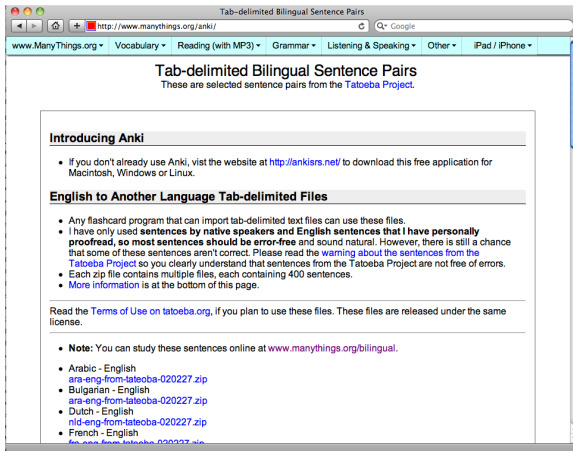 Tab-delimited Bilingual Sentence Pairs
http://www.manythings.org/anki/
Google
www.ManyThings.org Vocabulary Reading (with MP3) Grammar Listening & Speaking Other iPad / iPhone
Tab-delimited Bilingual Sentence Pairs
These are selected sentence pairs from the Tatoeba Project.
Introducing Anki
• If you don't already use Anki, vist the website at http://ankisrs.net/ to download this free application for
Macintosh, Windows or Linux.
English to Another Language Tab-delimited Files
• Any flashcard program that can import tab-delimited text files can use these files.
• I have only used sentences by native speakers and English sentences that I have personally
proofread, so most sentences should be error-free and sound natural. However, there is still a chance
that some of these sentences aren't correct. Please read the warning about the sentences from the
Tatoeba Project so you clearly understand that sentences from the Tatoeba Project are not free of errors.
• Each zip file contains multiple files, each containing 400 sentences.
• More information is at the bottom of this page.
Read the Terms of Use on tatoeba.org, if you plan to use these files. These files are released under the same
license.
• Note: You can study these sentences online at www.manythings.org/bilingual.
• Arabic - English
ara-eng-from-tateoba-020227.zip
• Bulgarian - English
ara-eng-from-tateoba-020227.zip
• Dutch - English
nld-eng-from-tateoba-020227.zip
• French - English
fra-eng-from-tateoba-020227.zip